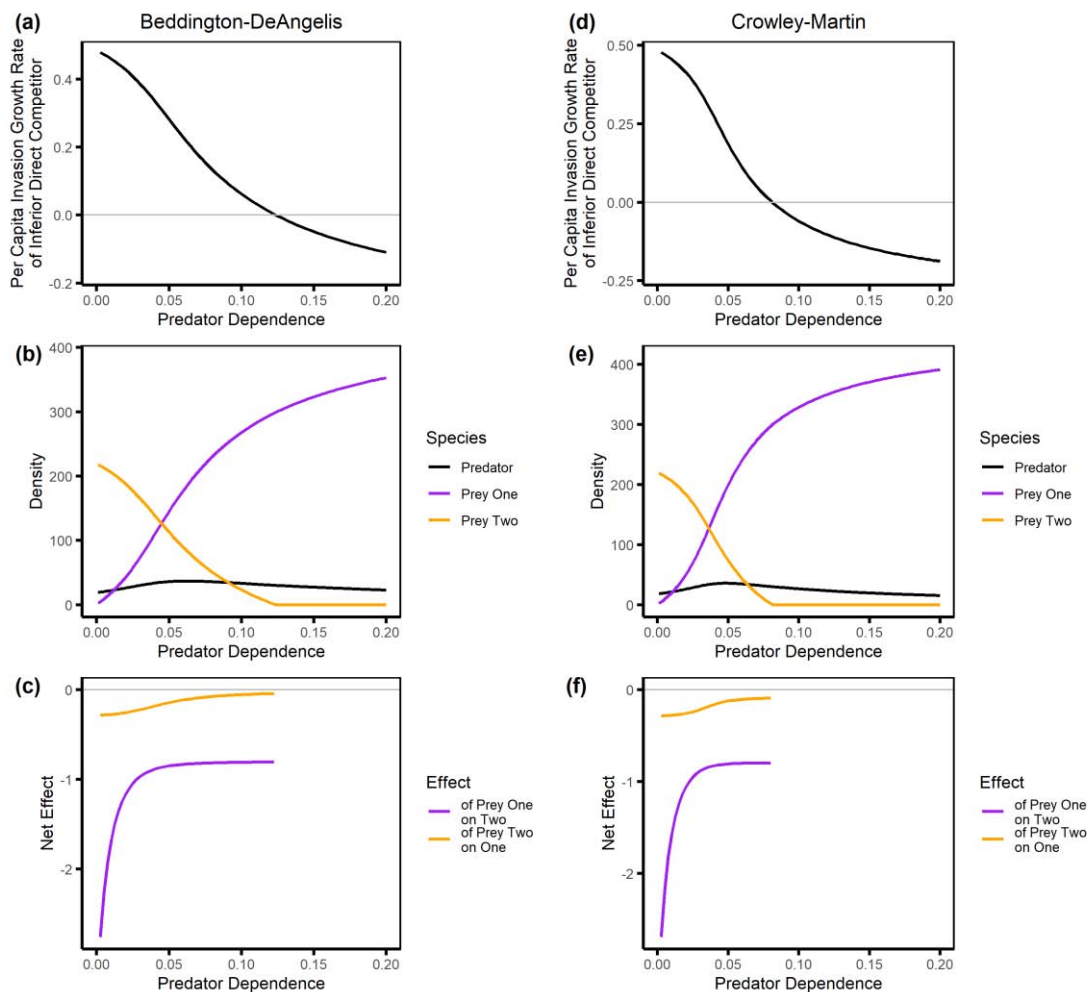 (a)
Beddington-DeAngelis
Per Capita Invasion Growth Rate
of Inferior Direct Competitor
0.4
0.2
0.0
-0.2
0.00 0.05 0.10 0.15 0.20
Predator Dependence
(d)
Crowley-Martin
Per Capita Invasion Growth Rate
of Inferior Direct Competitor
0.50
0.25
0.00
-0.25
0.00 0.05 0.10 0.15 0.20
Predator Dependence
(b)
Density
400
300
200
100
0
0.00 0.05 0.10 0.15 0.20
Predator Dependence
Species
Predator
Prey One
Prey Two
(e)
Density
400
300
200
100
0
0.00 0.05 0.10 0.15 0.20
Predator Dependence
Species
Predator
Prey One
Prey Two
(c)
Net Effect
0
-1
-2
0.00 0.05 0.10 0.15 0.20
Predator Dependence
Effect
of Prey One
on Two
of Prey Two
on One
(f)
Net Effect
0
-1
-2
0.00 0.05 0.10 0.15 0.20
Predator Dependence
Effect
of Prey One
on Two
of Prey Two
on One